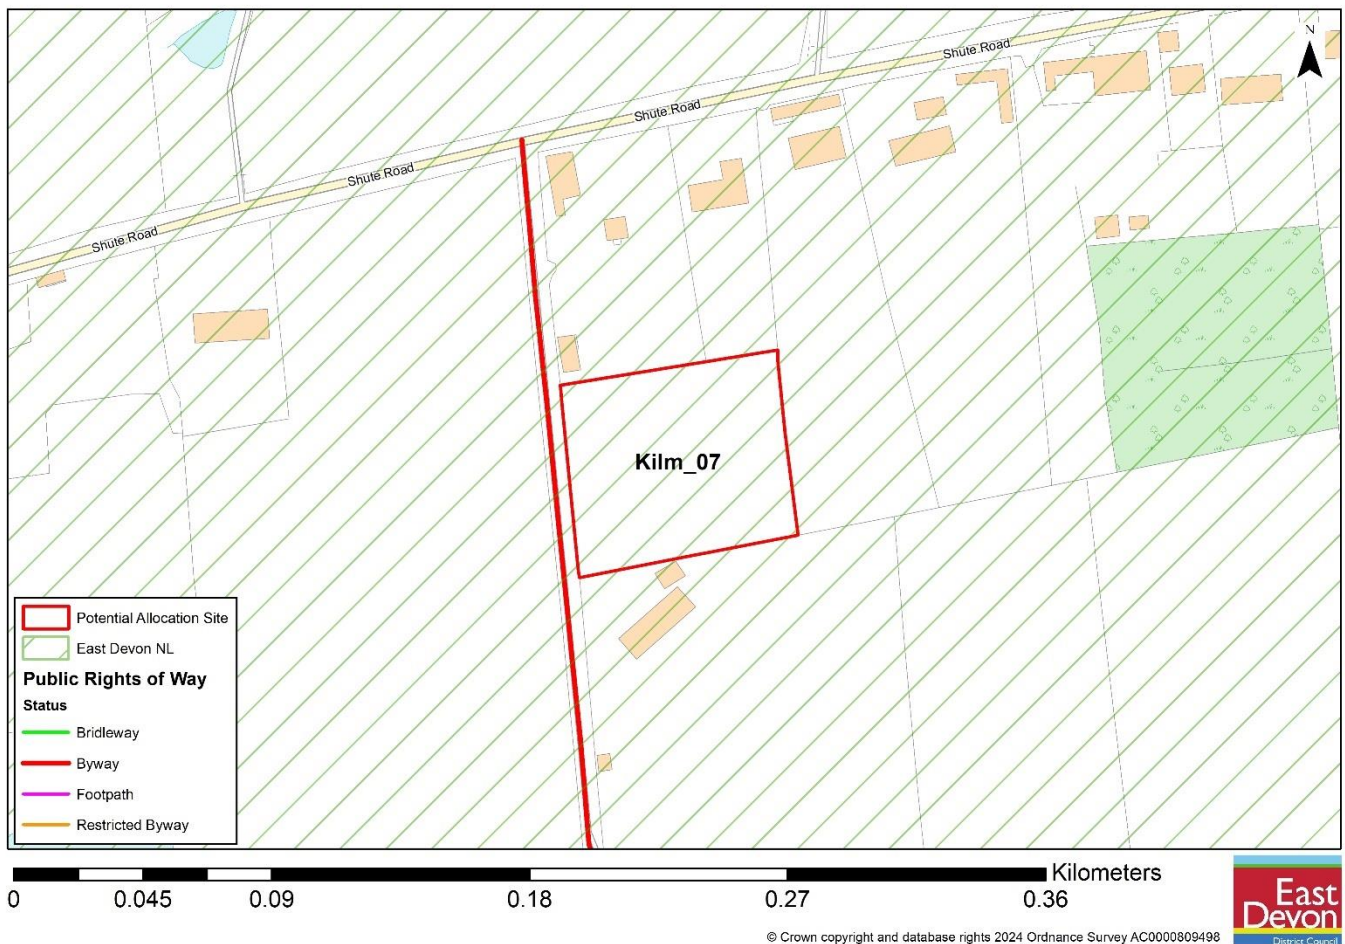 Shute Road
N
Shute Road
Shute Road
Shute Road
Kilm_07
Potential Allocation Site
East Devon NL
Public Rights of Way
Status
Bridleway
Byway
Footpath
Restricted Byway
Kilometers
0 0.045 0.09 0.18 0.27 0.36
East
Devon
District Council
© Crown copyright and database rights 2024 Ordnance Survey AC0000809498